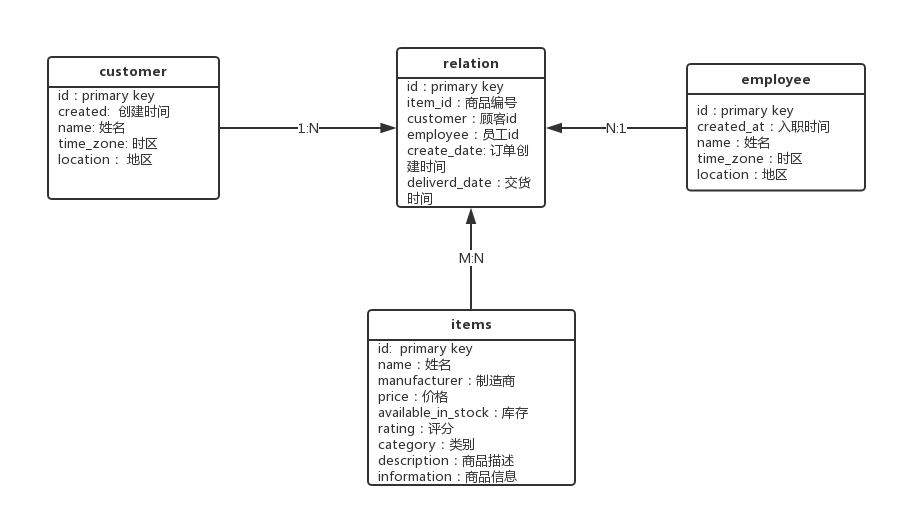 customer
id：primary key
created:  创建时间
name: 姓名
time_zone: 时区
location： 地区
1:N
relation
id：primary key
item_id：商品编号
customer：顾客id
employee：员工id
create_date: 订单创
建时间
deliverd_date：交货
时间
N:1
employee
id：primary key
created_at：入职时间
name：姓名
time_zone：时区
location：地区
M:N
items
id:  primary key
name：姓名
manufacturer：制造商
price：价格
available_in_stock：库存
rating：评分
category：类别
description：商品描述
information：商品信息